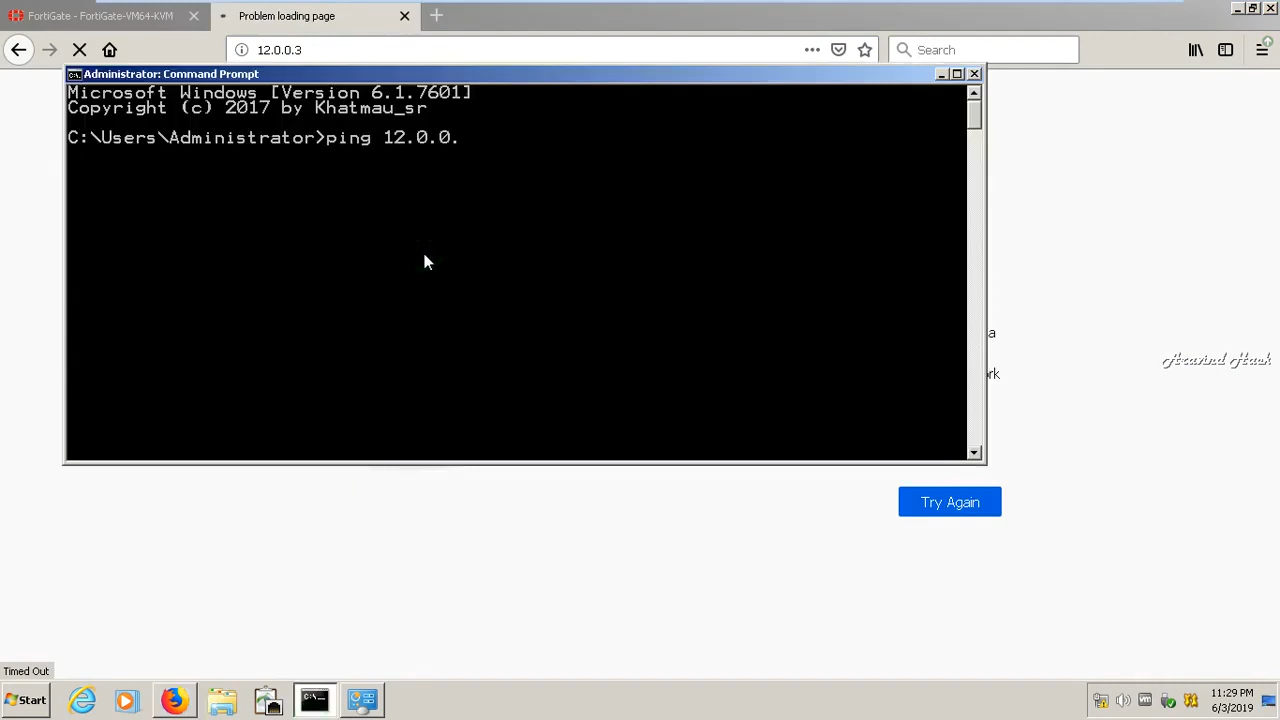 FortiGate - FortiGate-VM64-KVM
Problem loading page
12.0.0.3
Search
Administrator: Command Prompt
Microsoft Windows [Version 6.1.7601]
Copyright (c) 2017 by Khatmau_sr
C:\Users\Administrator>ping 12.0.0.
a
rk
Aravind Hack
Try Again
Timed Out
Start
11:29 PM
6/3/2019